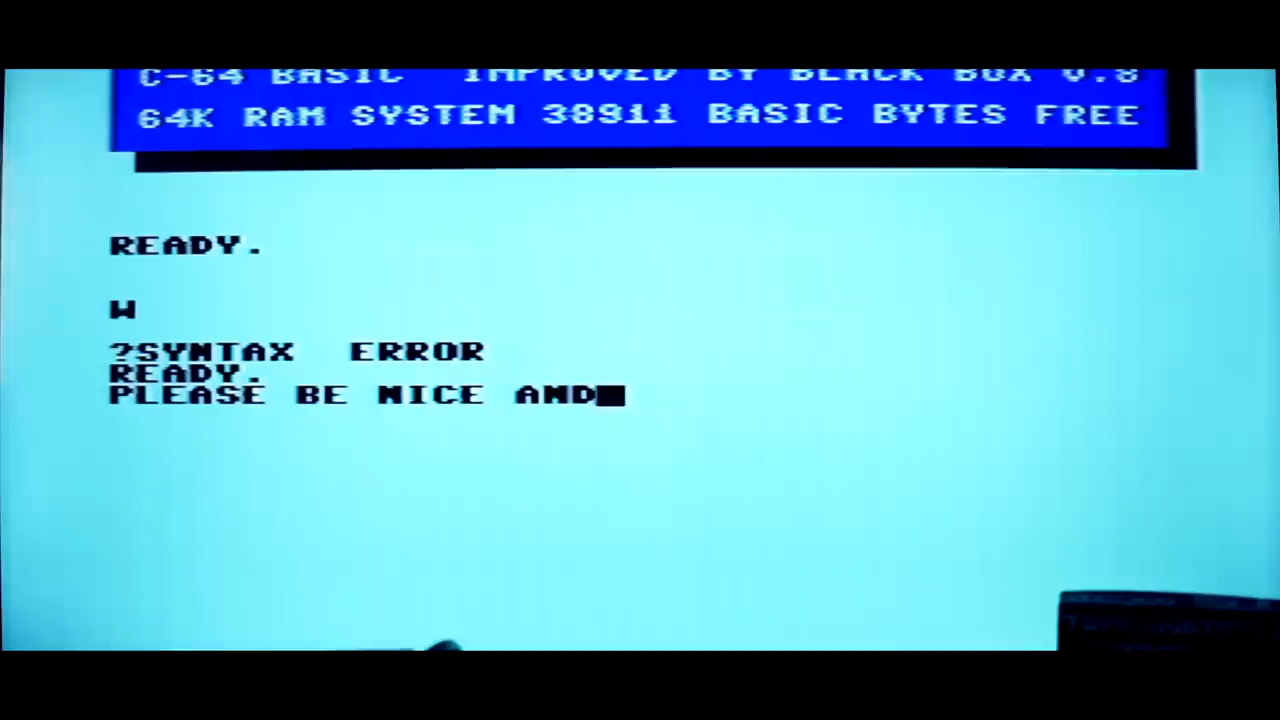 C-64 BASIC IMPROVED BY BLACK BOX V.8
64K RAM SYSTEM 38911 BASIC BYTES FREE
READY.
W
?SYNTAX ERROR
READY.
PLEASE BE NICE AND